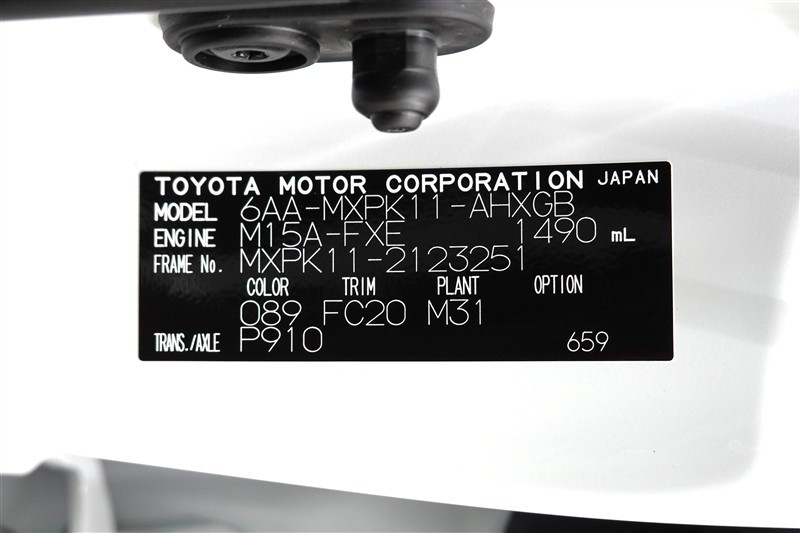 TOYOTA MOTOR CORPORATION JAPAN
MODEL 6AA-MXPK11-AHXGB
ENGINE M15A-FXE 1490 mL
FRAME No. MXPK11-2123251
COLOR TRIM PLANT OPTION
089 FC20 M31
TRANS./AXLE P910 659